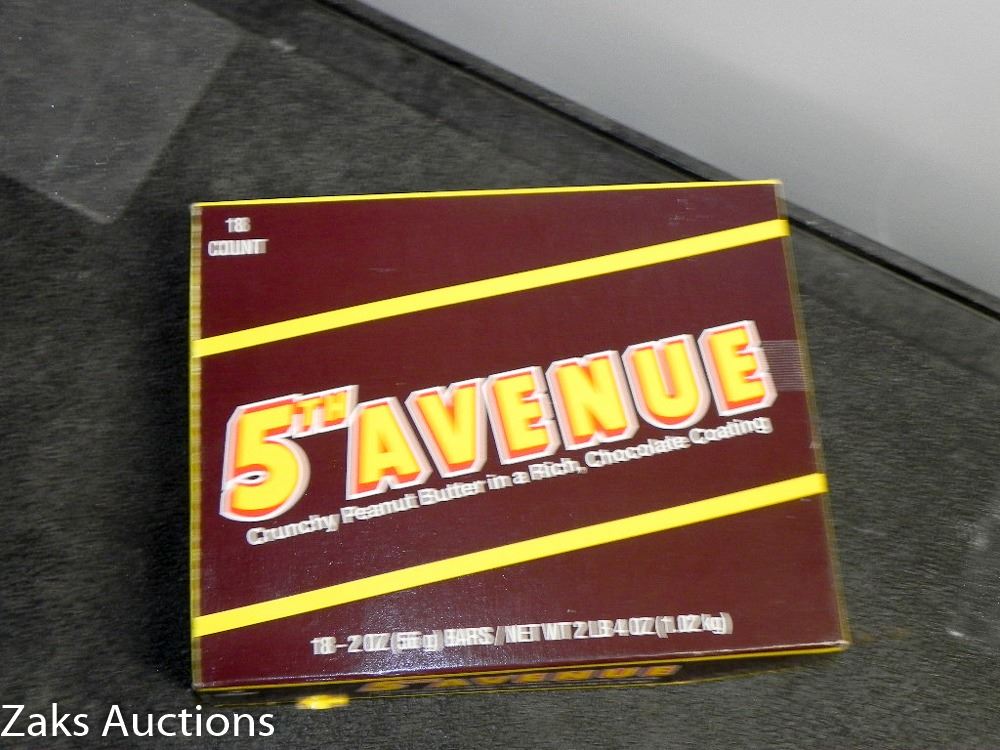 18
COUNT
5TH AVENUE
Crunchy Peanut Butter in a Rich, Chocolate Coating
18-2 OZ (56 g) BARS / NET WT 2 LB 4 OZ (1.02 kg)
5TH AVENUE
Zaks Auctions